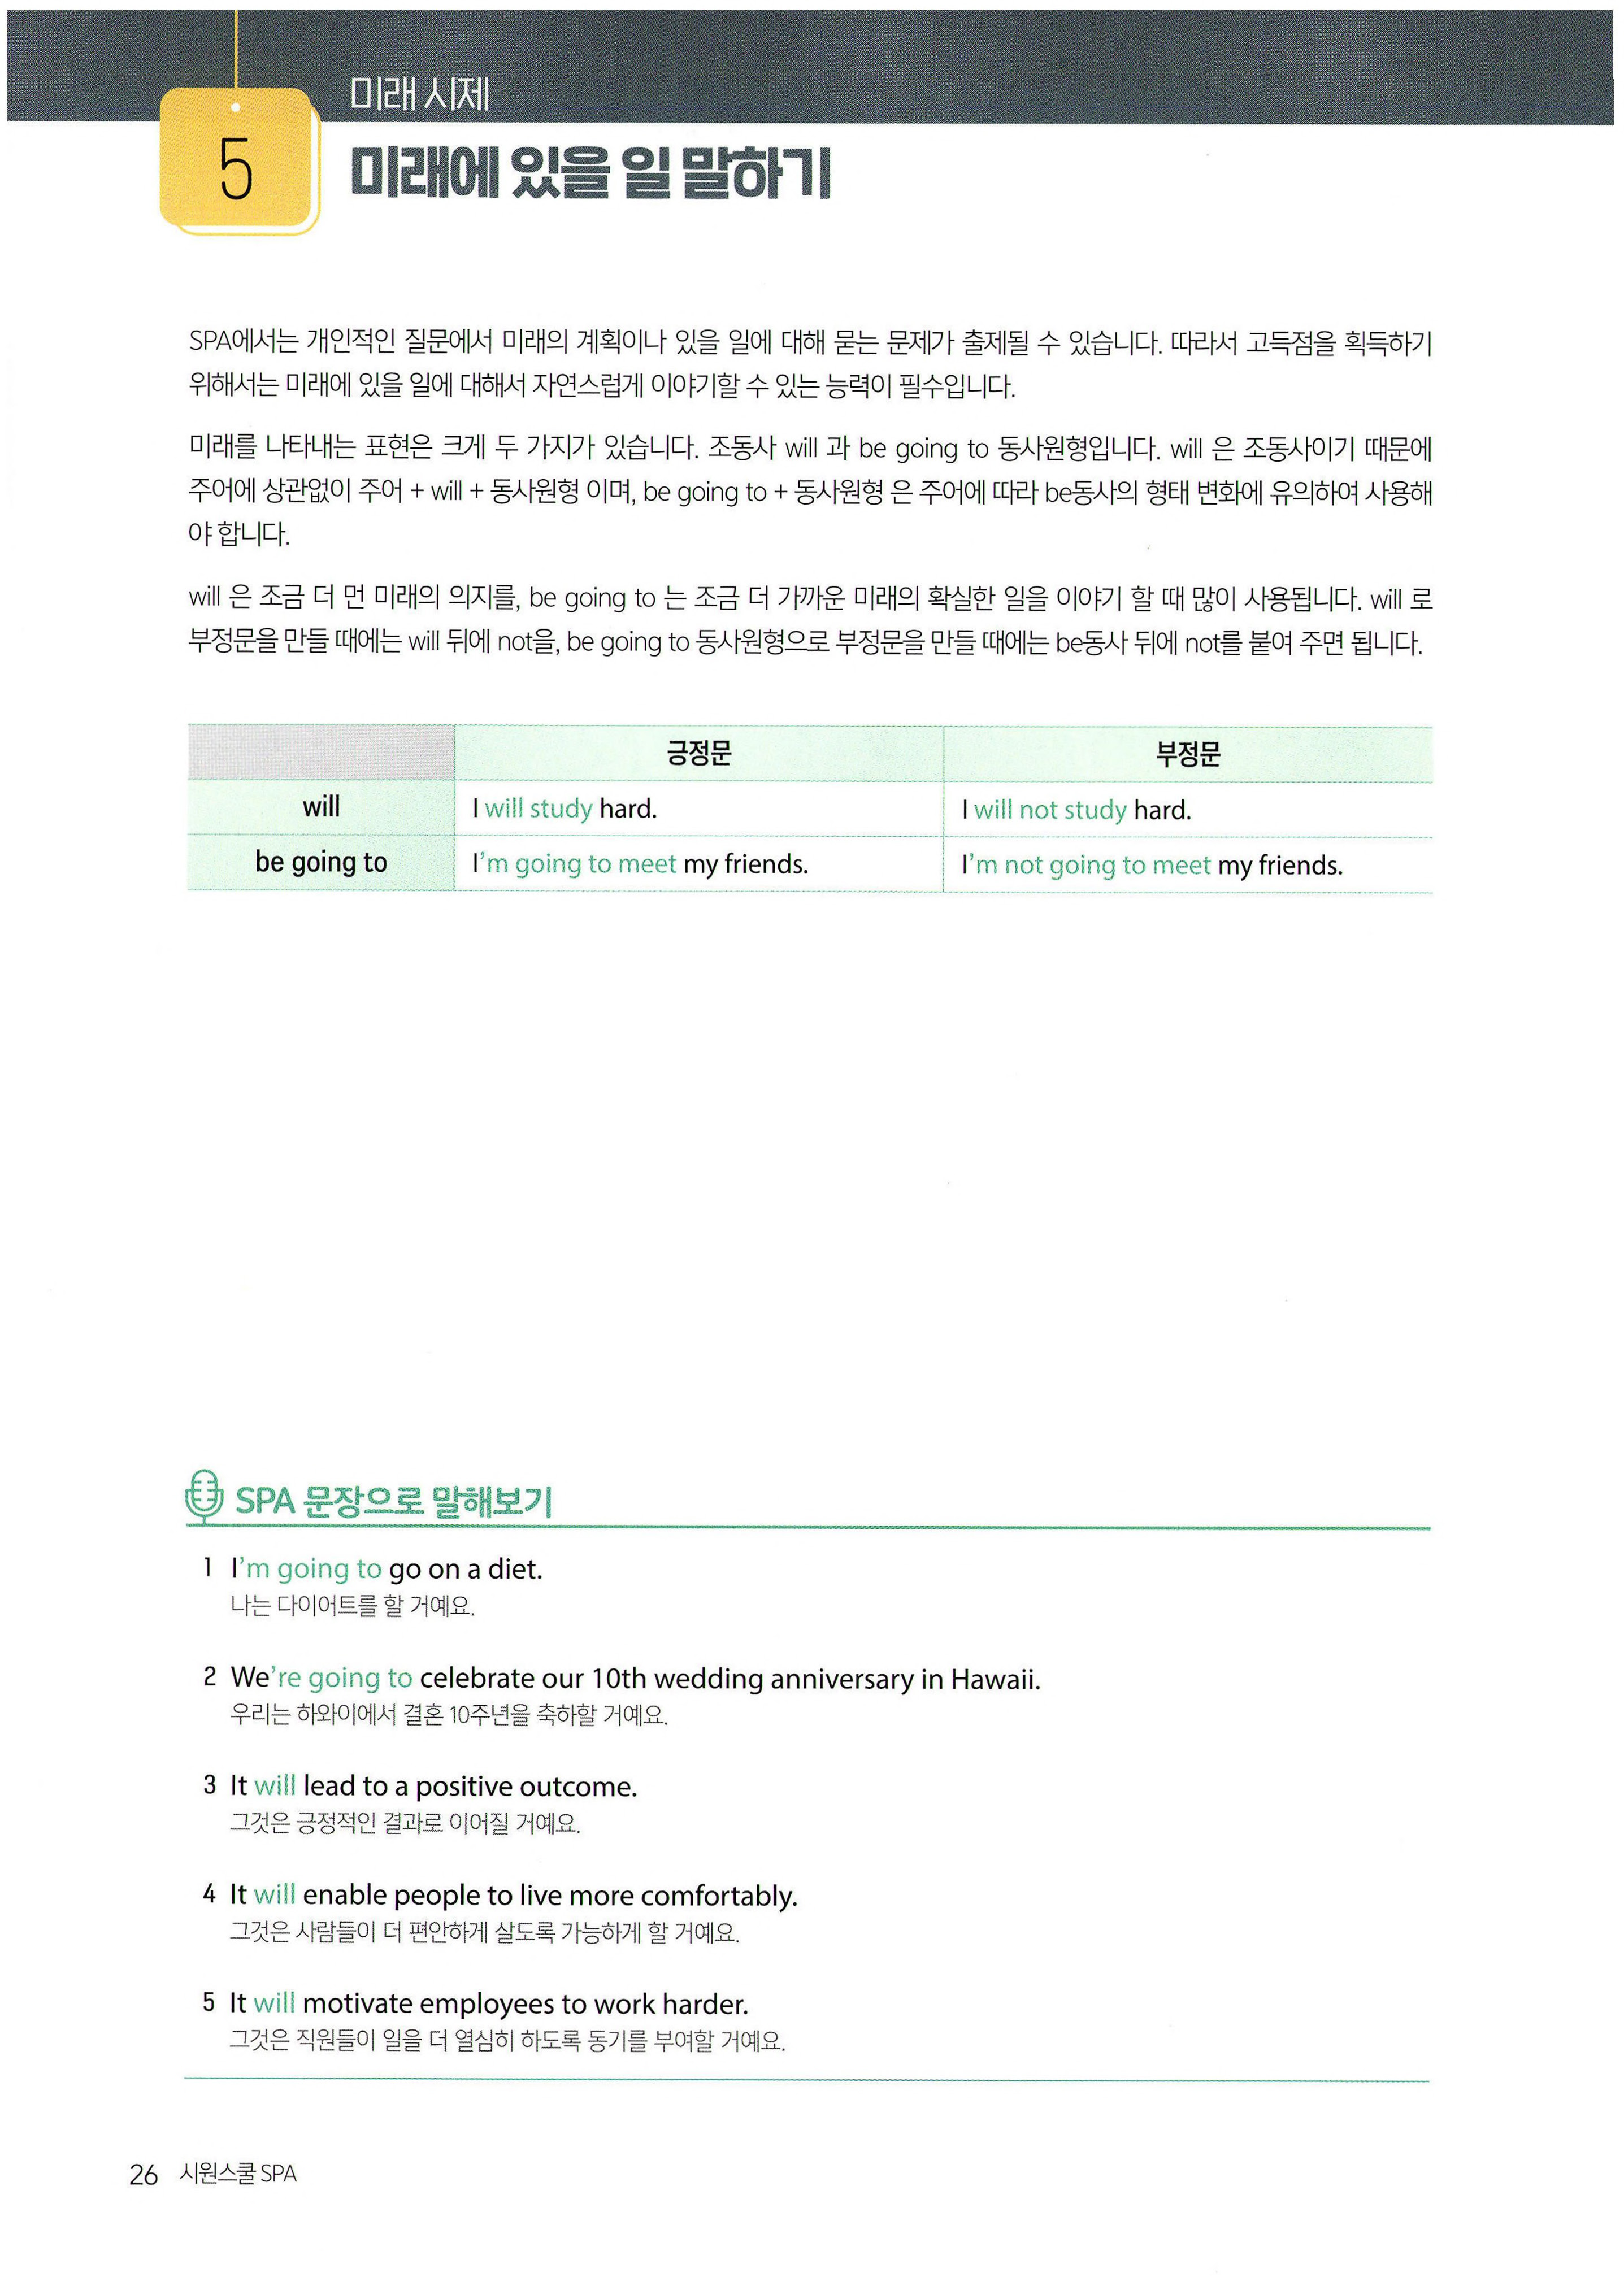 미래 시제
5
미래에 있을 일 말하기
SPA에서는 개인적인 질문에서 미래의 계획이나 있을 일에 대해 묻는 문제가 출제될 수 있습니다. 따라서 고득점을 획득하기
위해서는 미래에 있을 일에 대해서 자연스럽게 이야기할 수 있는 능력이 필수입니다.
미래를 나타내는 표현은 크게 두 가지가 있습니다. 조동사 will 과 be going to 동사원형입니다. will 은 조동사이기 때문에
주어에 상관없이 주어 + will + 동사원형 이며, be going to + 동사원형 은 주어에 따라 be동사의 형태 변화에 유의하여 사용해
야 합니다.
will 은 조금 더 먼 미래의 의지를, be going to 는 조금 더 가까운 미래의 확실한 일을 이야기 할 때 많이 사용됩니다. will 로
부정문을 만들 때에는 will 뒤에 not을, be going to 동사원형으로 부정문을 만들 때에는 be동사 뒤에 not를 붙여 주면 됩니다.
긍정문 부정문
will I will study hard. I will not study hard.
be going to I'm going to meet my friends. I'm not going to meet my friends.
SPA 문장으로 말해보기
1 I'm going to go on a diet.
나는 다이어트를 할 거예요.
2 We're going to celebrate our 10th wedding anniversary in Hawaii.
우리는 하와이에서 결혼 10주년을 축하할 거예요.
3 It will lead to a positive outcome.
그것은 긍정적인 결과로 이어질 거예요.
4 It will enable people to live more comfortably.
그것은 사람들이 더 편안하게 살도록 가능하게 할 거예요.
5 It will motivate employees to work harder.
그것은 직원들이 일을 더 열심히 하도록 동기를 부여할 거예요.
26 시원스쿨 SPA